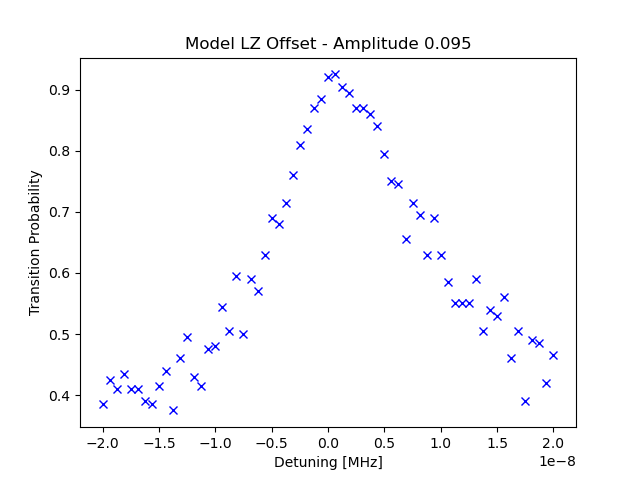 Model LZ Offset - Amplitude 0.095
Transition Probability
0.9
0.8
0.7
0.6
0.5
0.4
−2.0 −1.5 −1.0 −0.5 0.0 0.5 1.0 1.5 2.0
Detuning [MHz]
1e−8